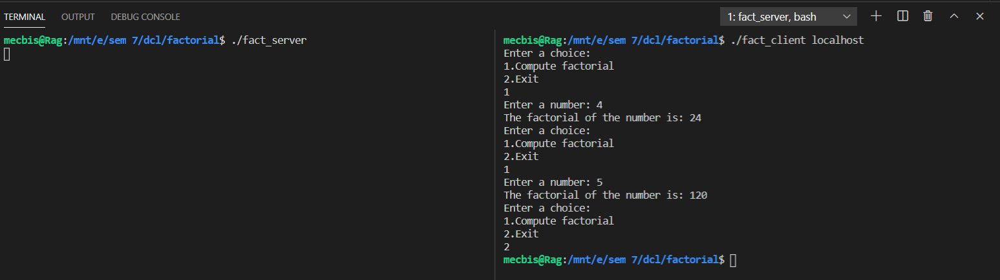 TERMINAL OUTPUT DEBUG CONSOLE 1: fact_server, bash
mecbis@Rag:/mnt/e/sem 7/dcl/factorial$ ./fact_server
mecbis@Rag:/mnt/e/sem 7/dcl/factorial$ ./fact_client localhost
Enter a choice:
1.Compute factorial
2.Exit
1
Enter a number: 4
The factorial of the number is: 24
Enter a choice:
1.Compute factorial
2.Exit
1
Enter a number: 5
The factorial of the number is: 120
Enter a choice:
1.Compute factorial
2.Exit
2
mecbis@Rag:/mnt/e/sem 7/dcl/factorial$